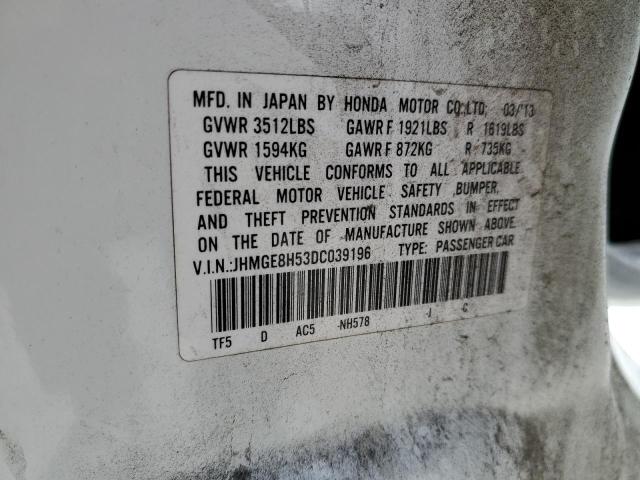 MFD. IN JAPAN BY HONDA MOTOR CO.,LTD. 03/'13
GVWR 3512LBS GAWR F 1921LBS R 1619LBS
GVWR 1594KG GAWR F 872KG R 735KG
THIS VEHICLE CONFORMS TO ALL APPLICABLE
FEDERAL MOTOR VEHICLE SAFETY, BUMPER,
AND THEFT PREVENTION STANDARDS IN EFFECT
ON THE DATE OF MANUFACTURE SHOWN ABOVE.
V.I.N.:JHMGE8H53DC039196 TYPE: PASSENGER CAR
TF5 D AC5 NH578 I C